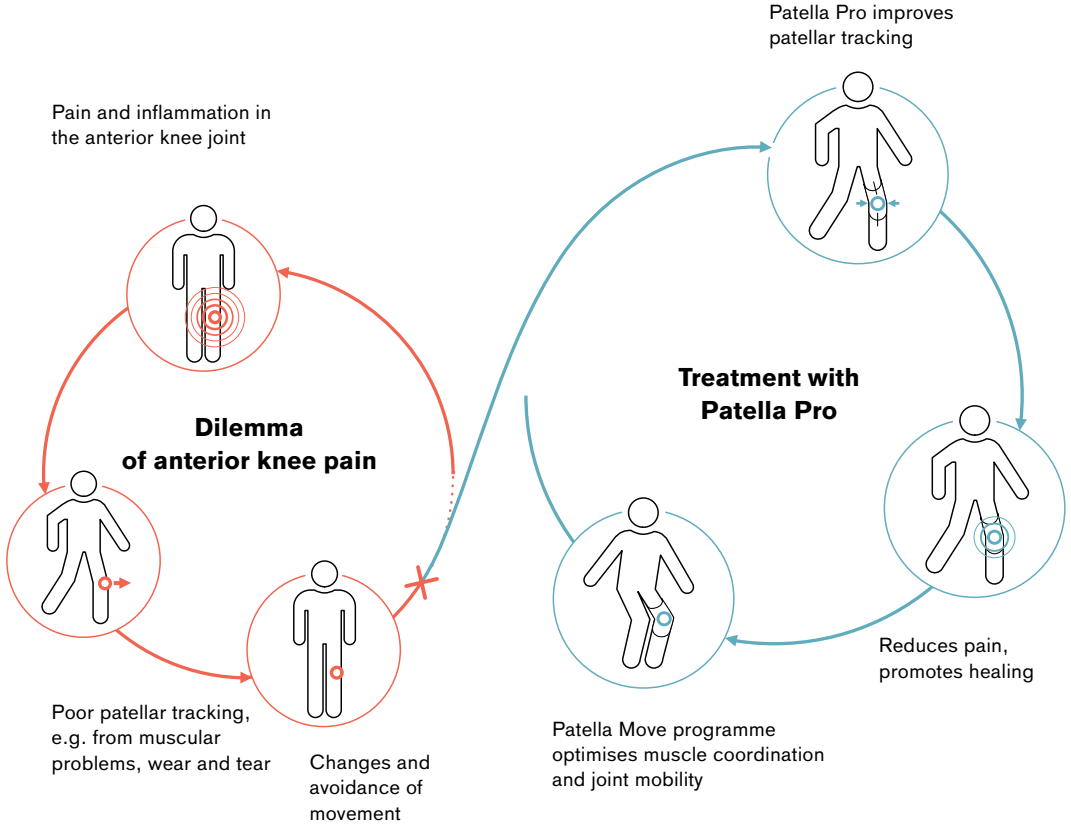 Patella Pro improves
patellar tracking
Pain and inflammation in
the anterior knee joint
Dilemma
of anterior knee pain
Treatment with
Patella Pro
Poor patellar tracking,
e.g. from muscular
problems, wear and tear
Changes and
avoidance of
movement
Reduces pain,
promotes healing
Patella Move programme
optimises muscle coordination
and joint mobility